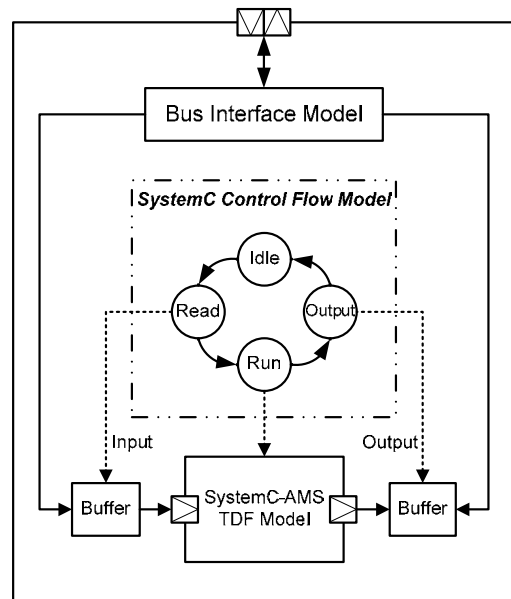 Bus Interface Model
SystemC Control Flow Model
Idle
Read
Output
Run
Input
Output
Buffer
SystemC-AMS
TDF Model
Buffer